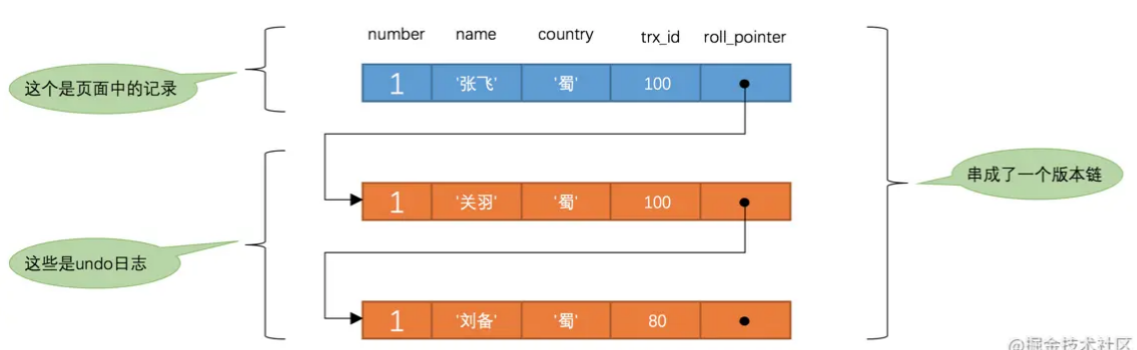 number name country trx_id roll_pointer
这个是页面中的记录
1 '张飞' '蜀' 100
1 '关羽' '蜀' 100
串成了一个版本链
这些是undo日志
1 '刘备' '蜀' 80
@掘金技术社区